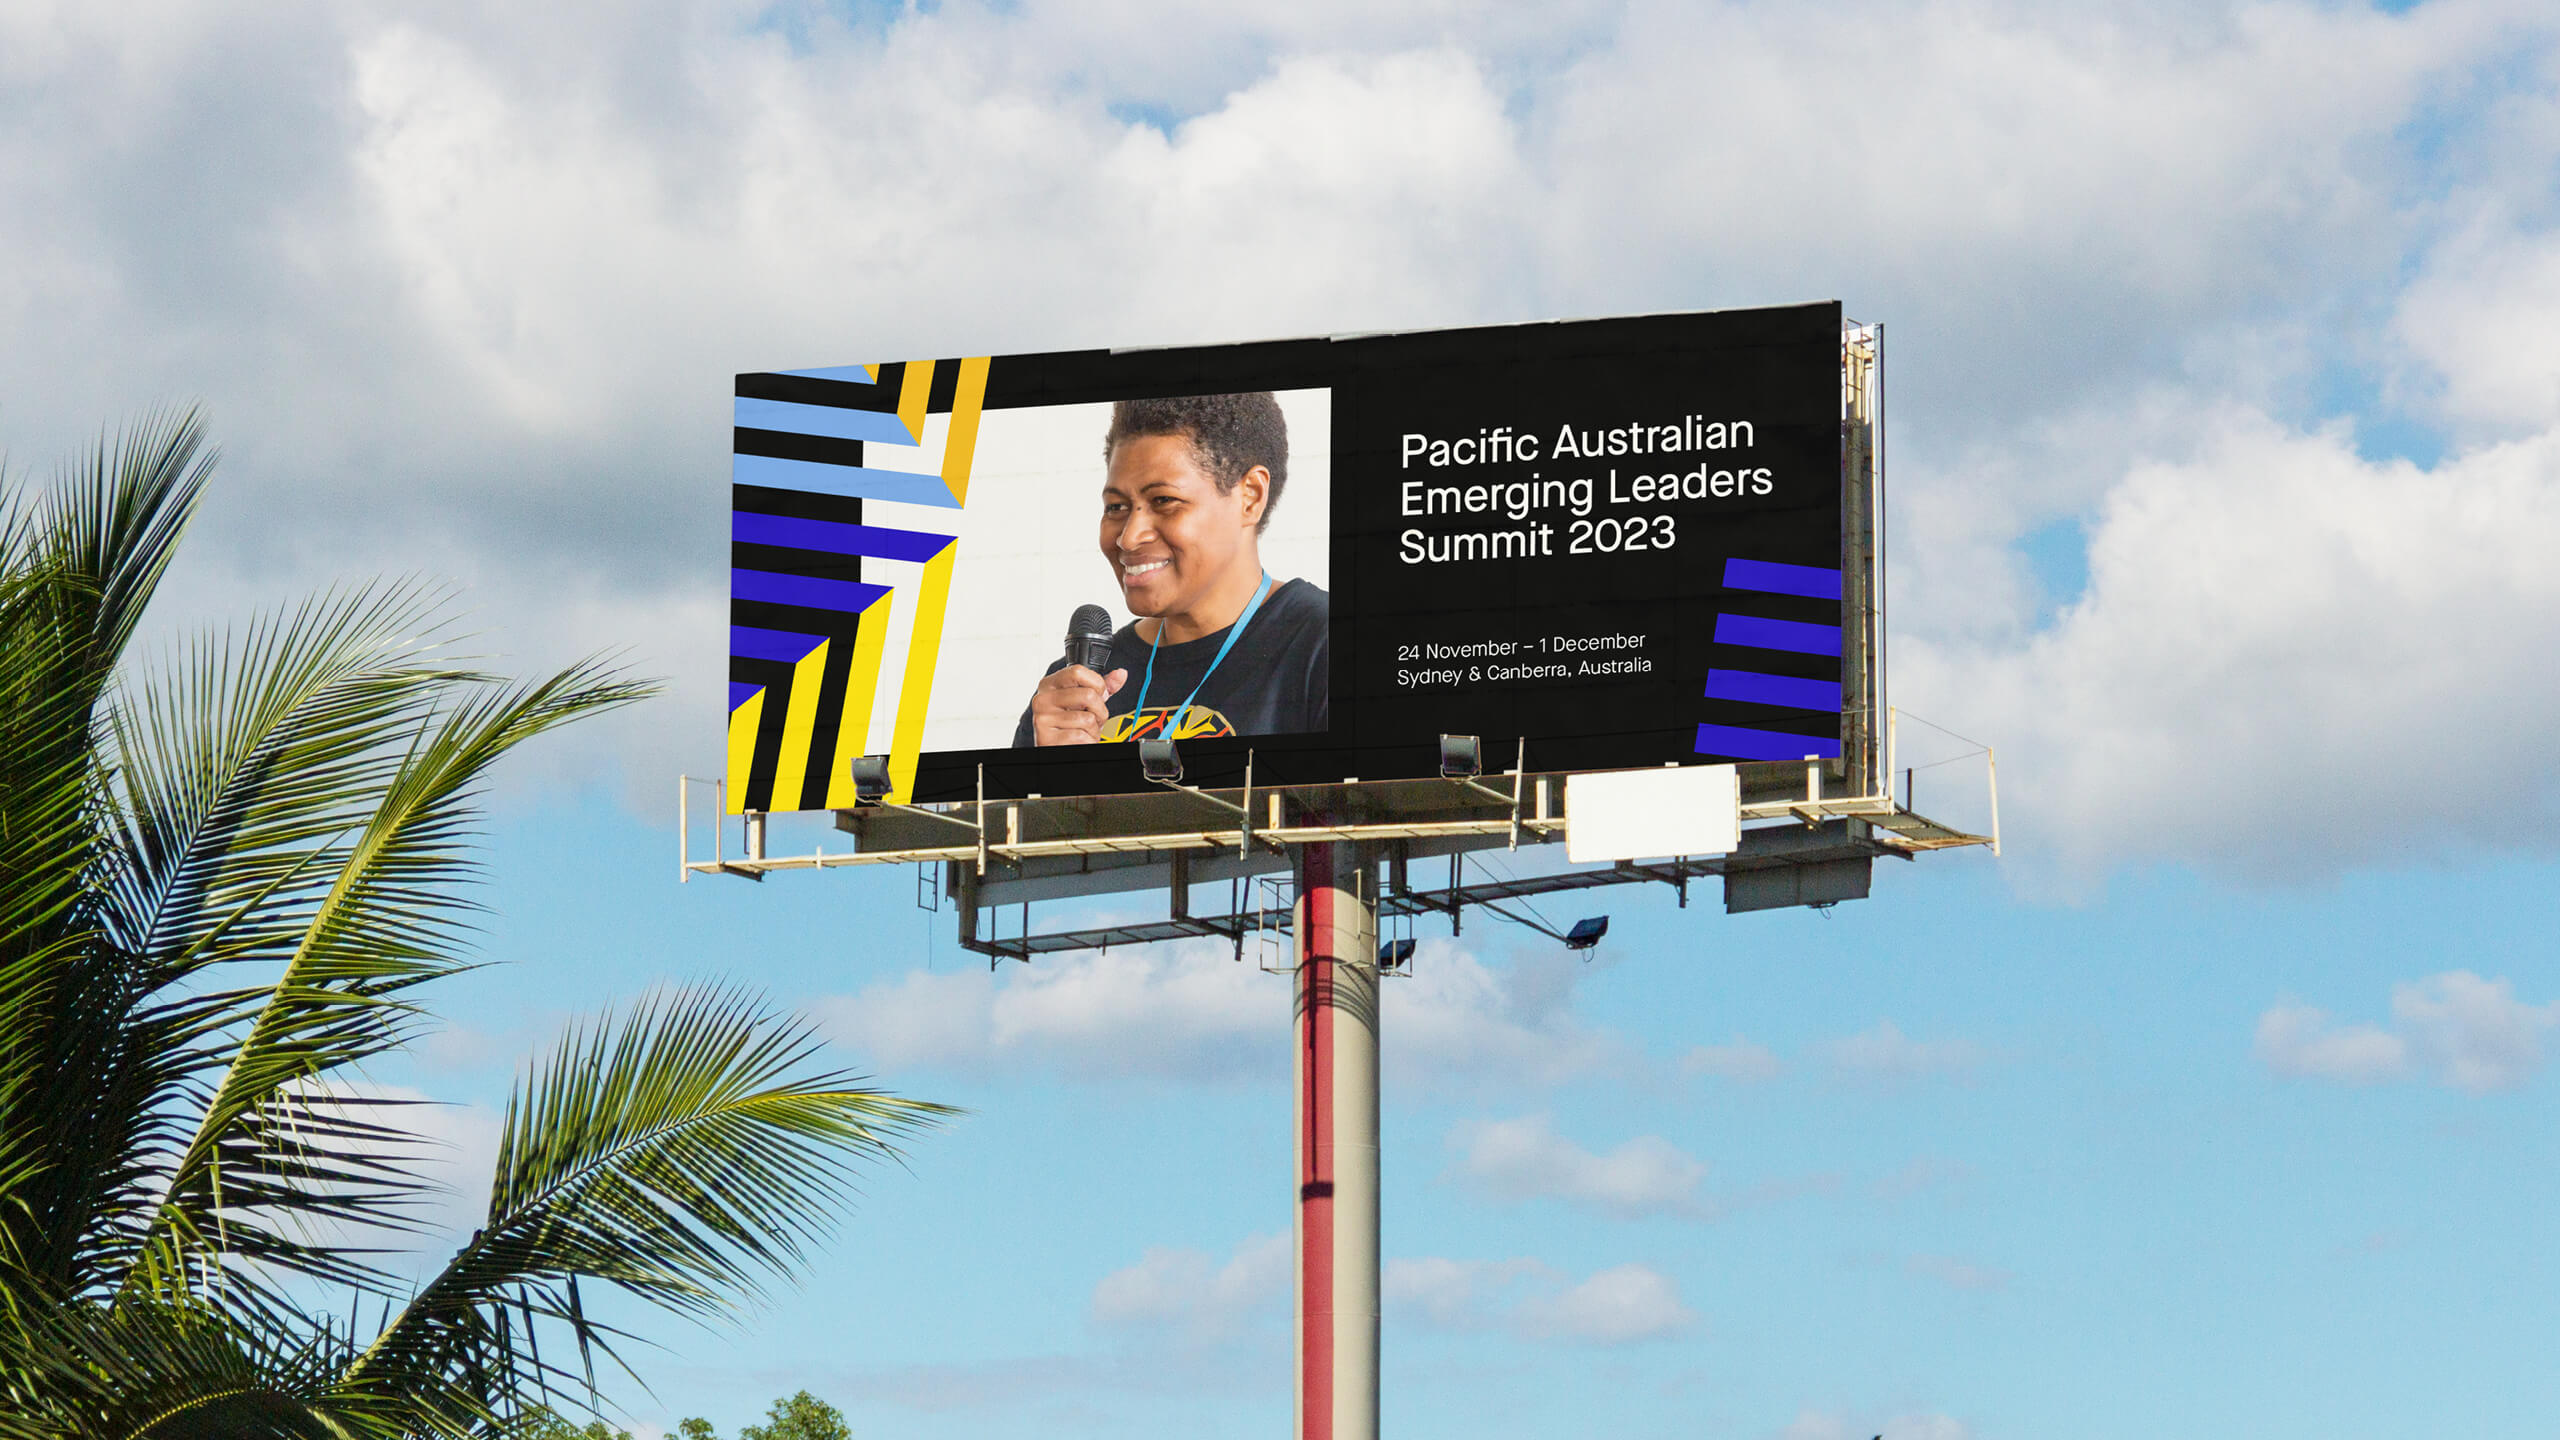 Pacific Australian
Emerging Leaders
Summit 2023
24 November – 1 December
Sydney & Canberra, Australia